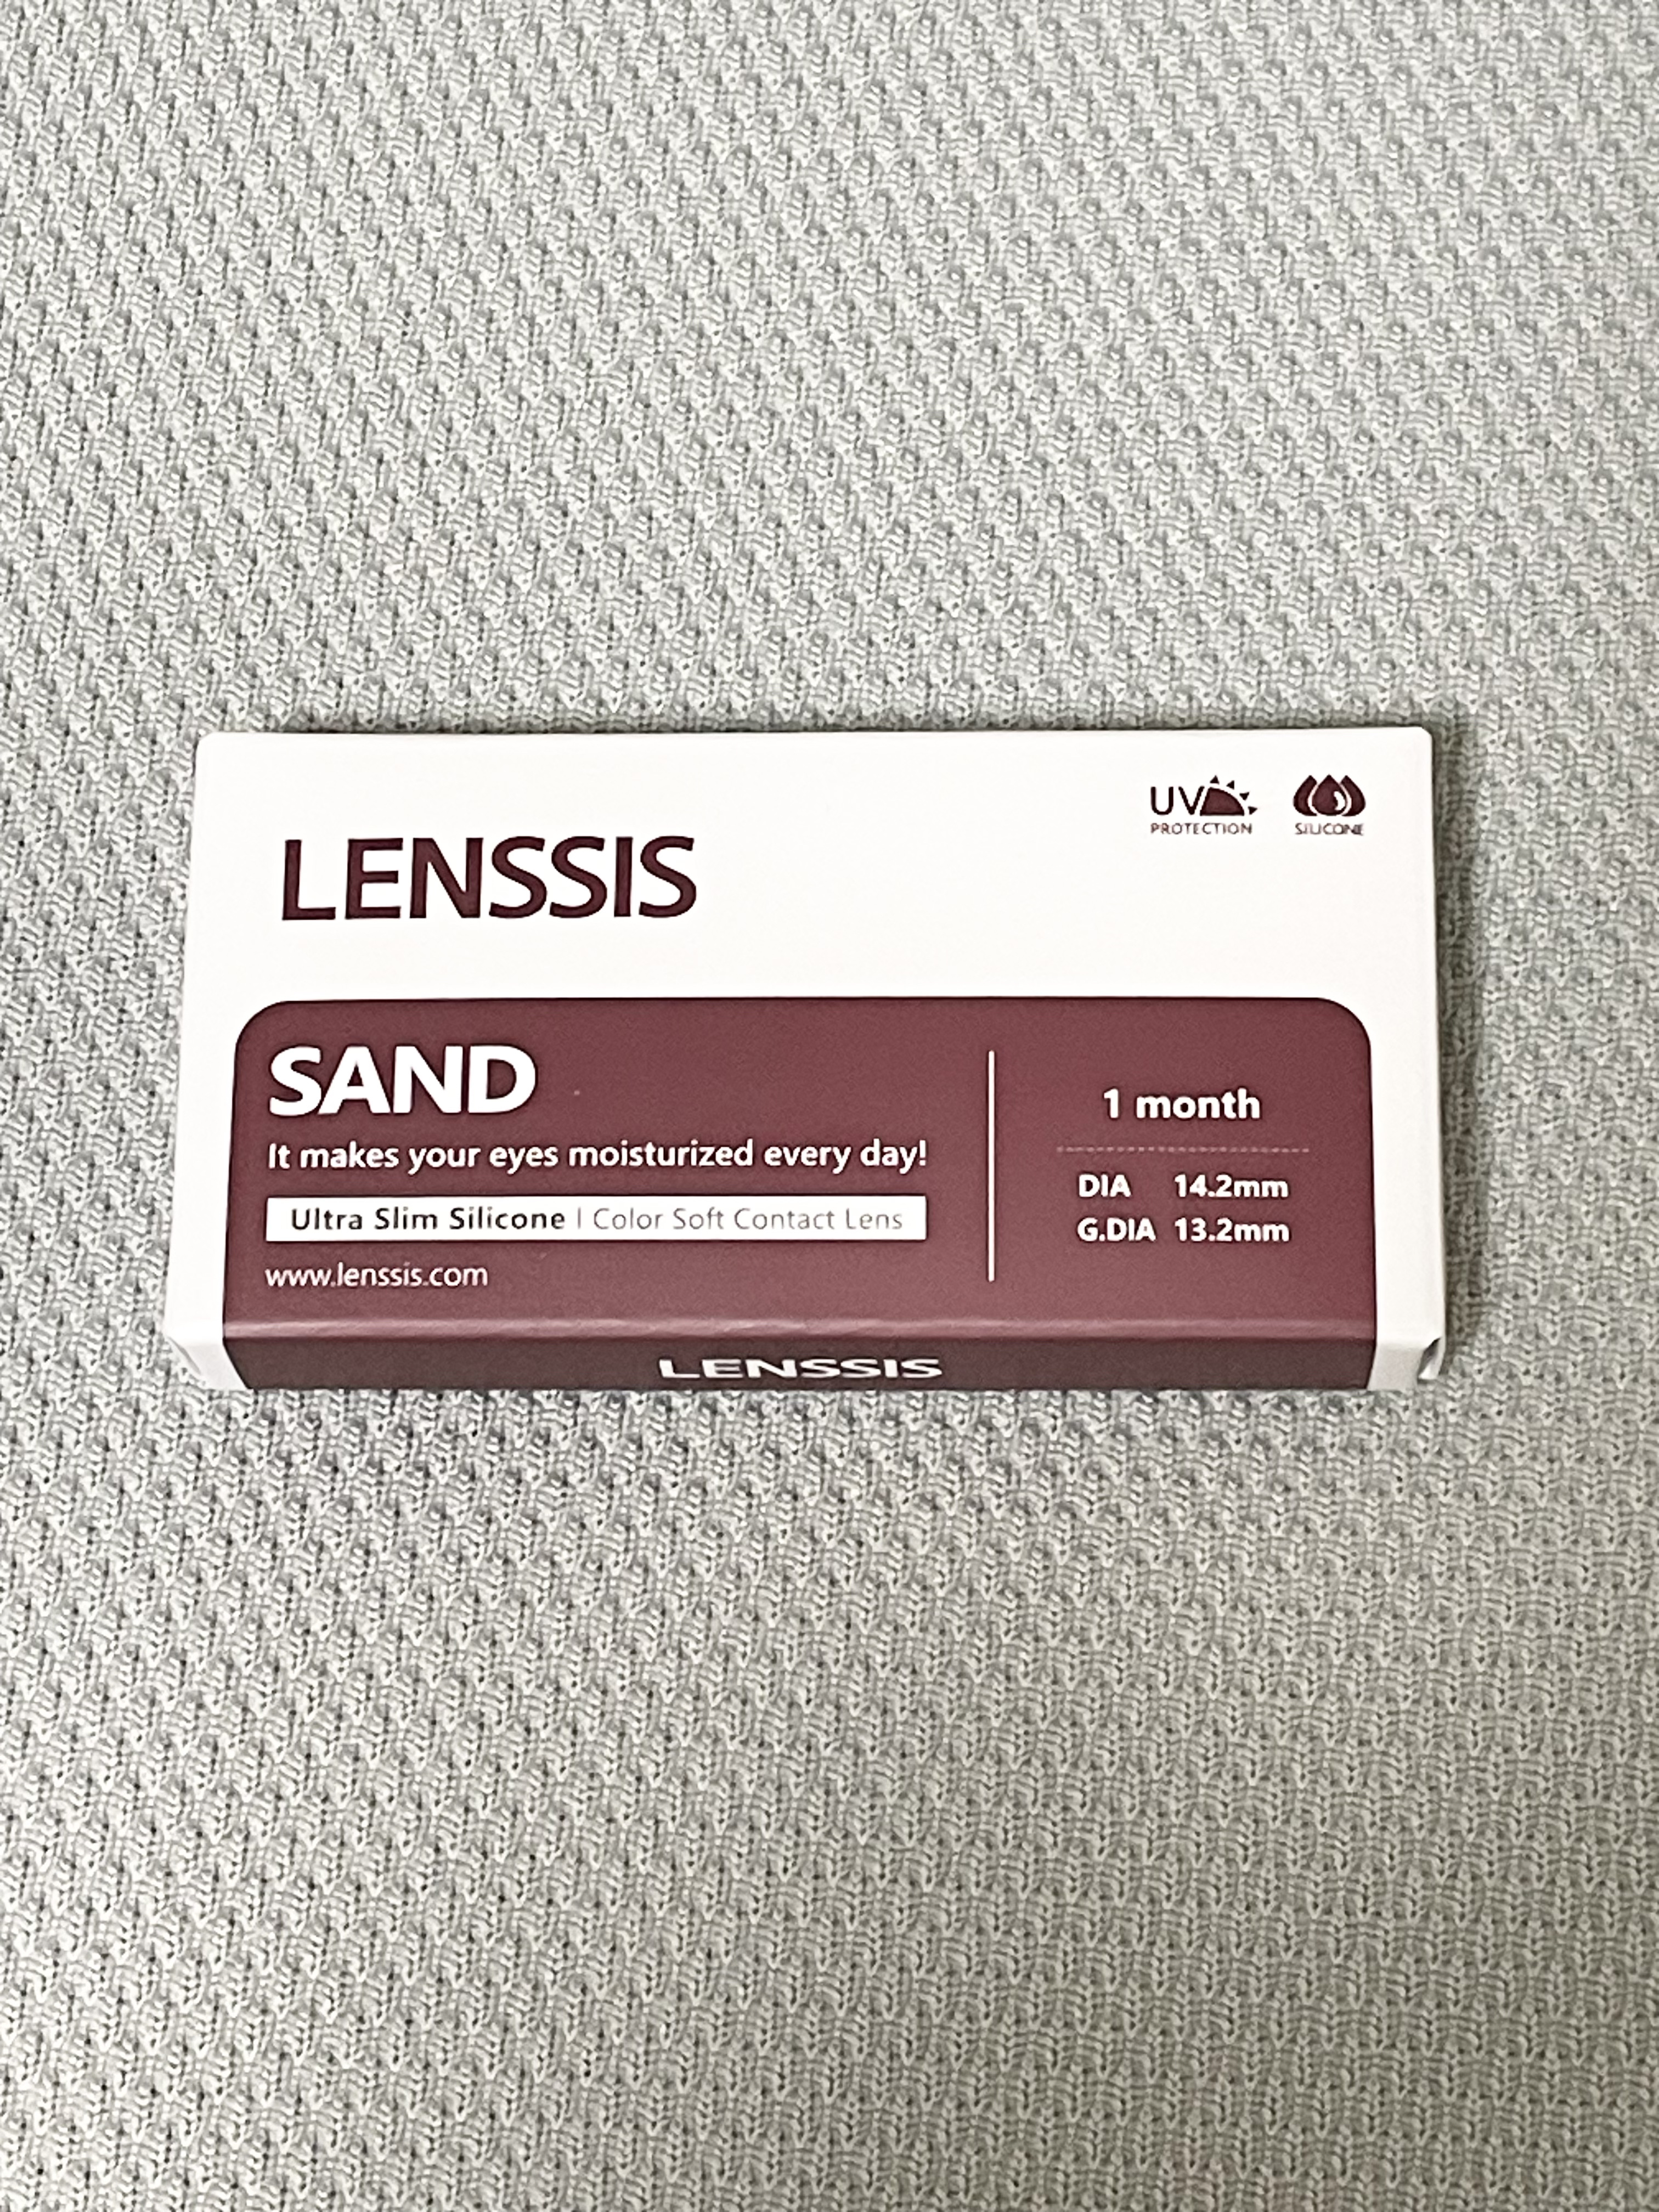 UV
PROTECTION
SILICONE
LENSSIS
SAND
It makes your eyes moisturized every day!
Ultra Slim Silicone | Color Soft Contact Lens
www.lenssis.com
1 month
DIA 14.2mm
G.DIA 13.2mm
LENSSIS